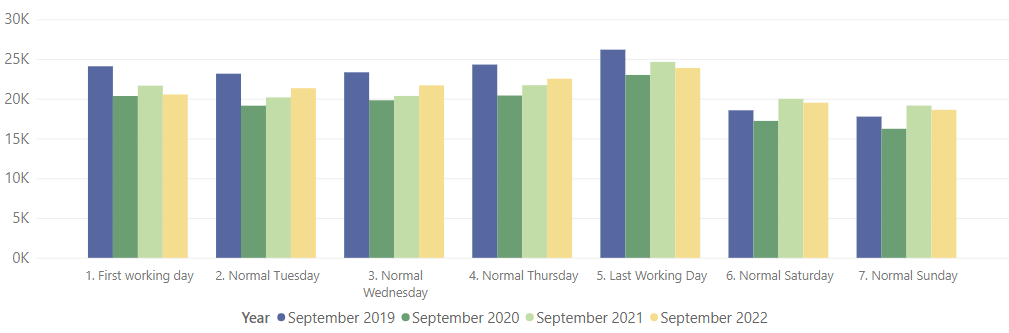 30K
25K
20K
15K
10K
5K
0K
1. First working day
2. Normal Tuesday
3. Normal
Wednesday
4. Normal Thursday
5. Last Working Day
6. Normal Saturday
7. Normal Sunday
Year September 2019 September 2020 September 2021 September 2022